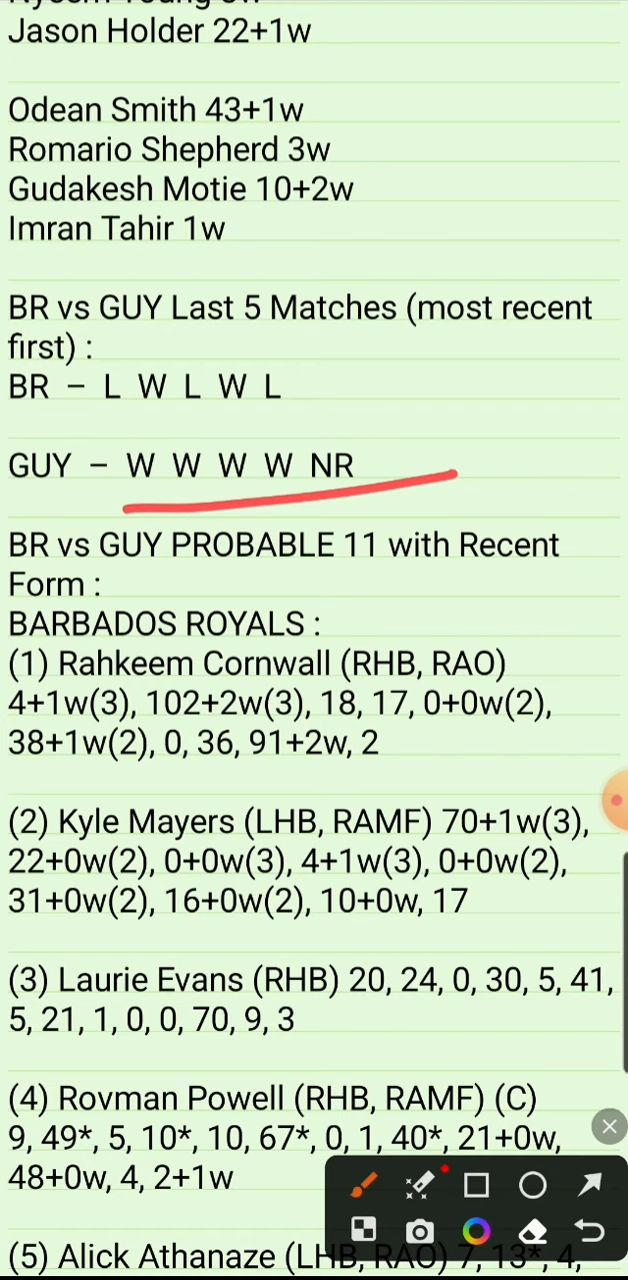 Jason Holder 22+1w
Odean Smith 43+1w
Romario Shepherd 3w
Gudakesh Motie 10+2w
Imran Tahir 1w
BR vs GUY Last 5 Matches (most recent
first) :
BR – L W L W L
GUY – W W W W NR
BR vs GUY PROBABLE 11 with Recent
Form :
BARBADOS ROYALS :
(1) Rahkeem Cornwall (RHB, RAO)
4+1w(3), 102+2w(3), 18, 17, 0+0w(2),
38+1w(2), 0, 36, 91+2w, 2
(2) Kyle Mayers (LHB, RAMF) 70+1w(3),
22+0w(2), 0+0w(3), 4+1w(3), 0+0w(2),
31+0w(2), 16+0w(2), 10+0w, 17
(3) Laurie Evans (RHB) 20, 24, 0, 30, 5, 41,
5, 21, 1, 0, 0, 70, 9, 3
(4) Rovman Powell (RHB, RAMF) (C)
9, 49*, 5, 10*, 10, 67*, 0, 1, 40*, 21+0w,
48+0w, 4, 2+1w
(5) Alick Athanaze (LHB, RAO) 7, 13*, 4,